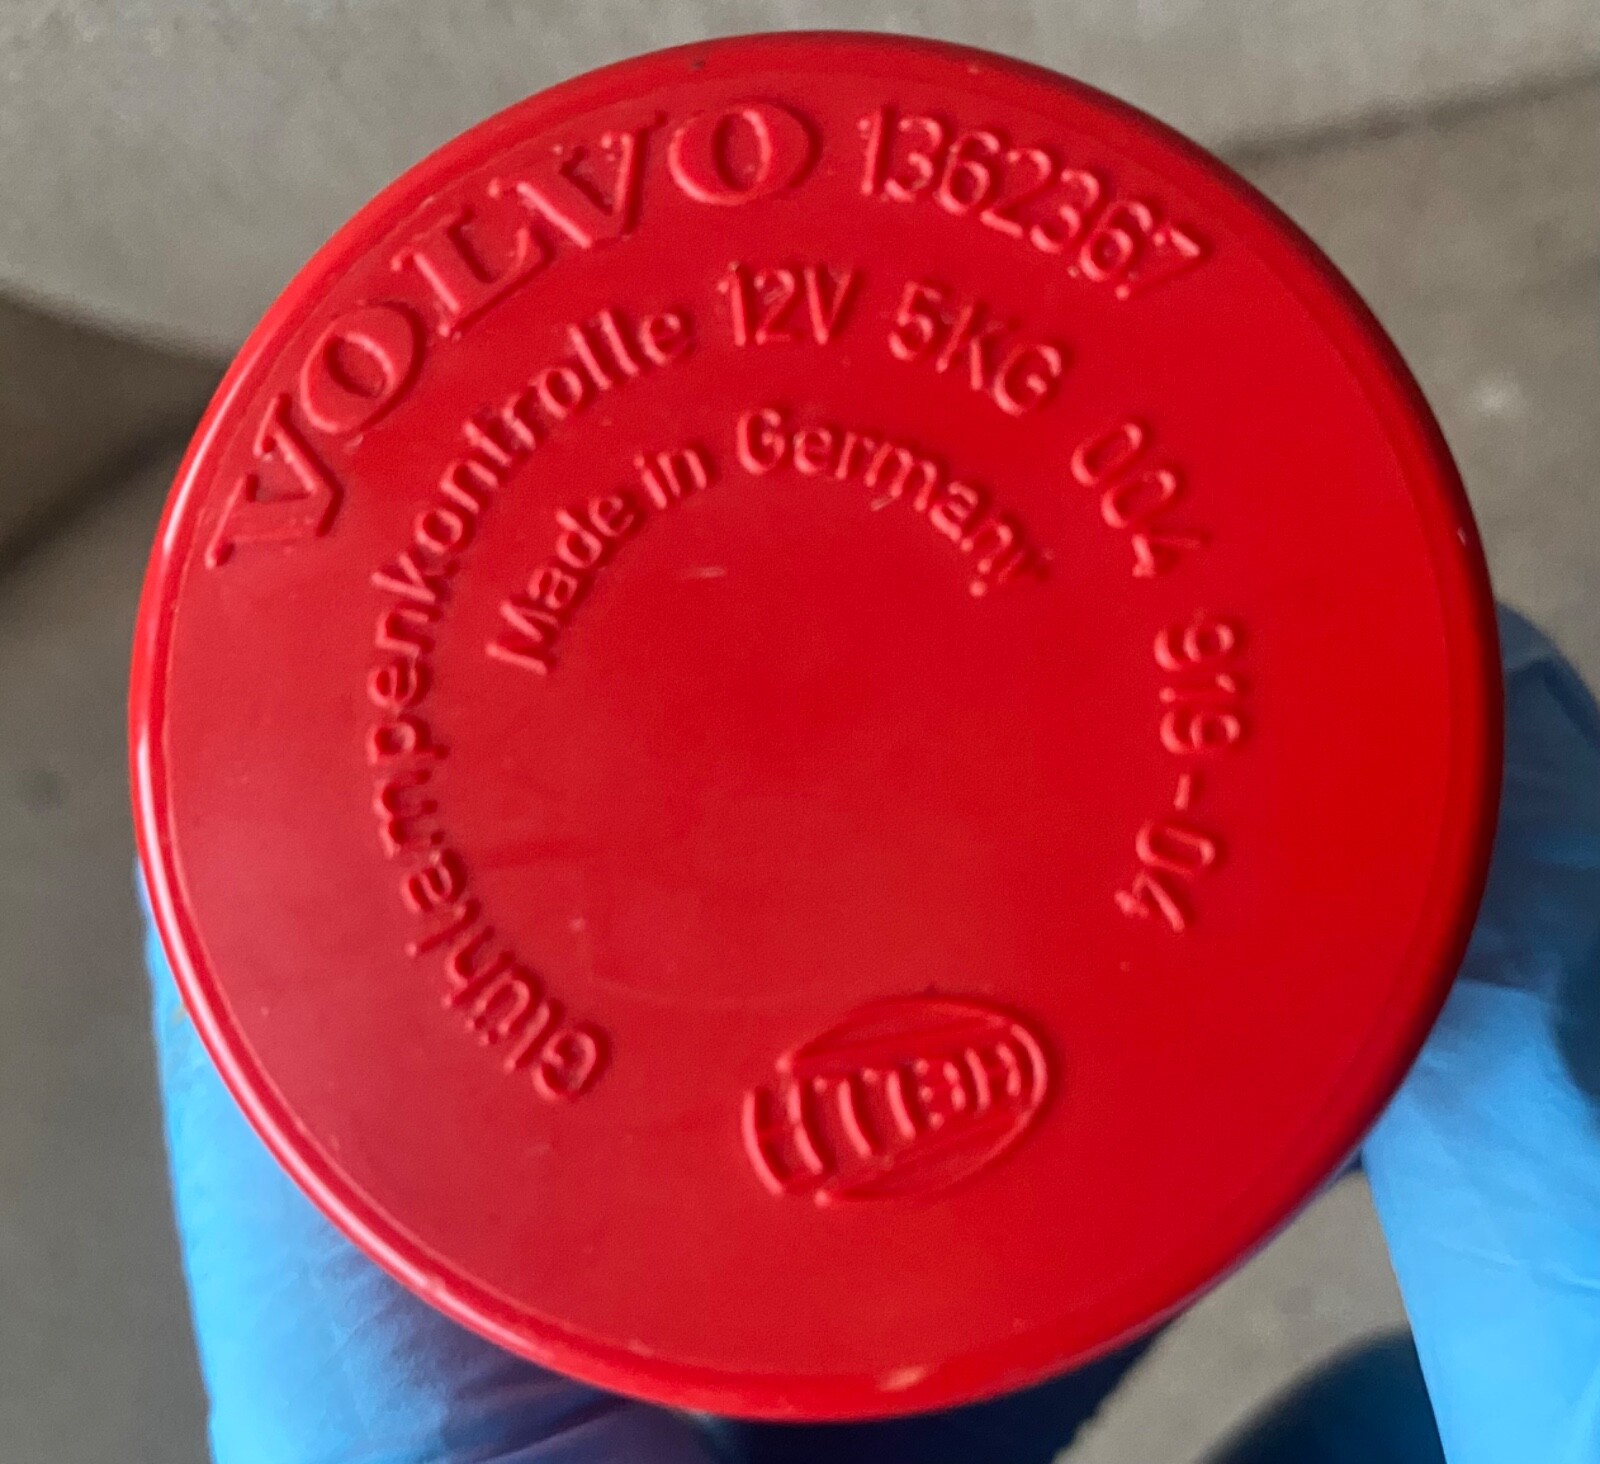 VOLVO 1362367
Glühlampenkontrolle 12V 5KG 004 919-04
Made in Germany
HELLA